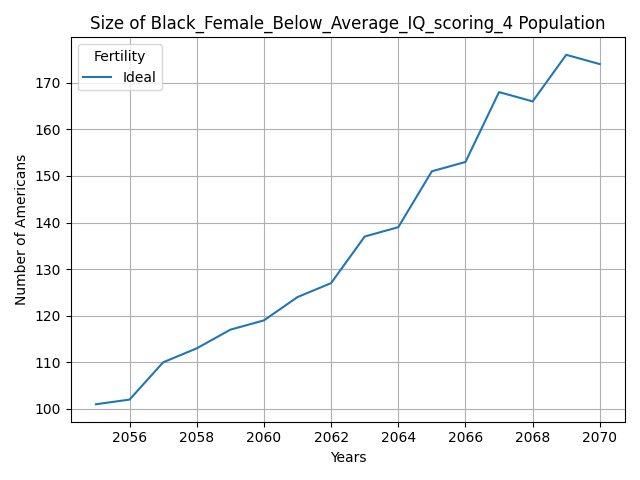 Size of Black_Female_Below_Average_IQ_scoring_4 Population
Fertility
Ideal
Number of Americans
170
160
150
140
130
120
110
100
2056 2058 2060 2062 2064 2066 2068 2070
Years